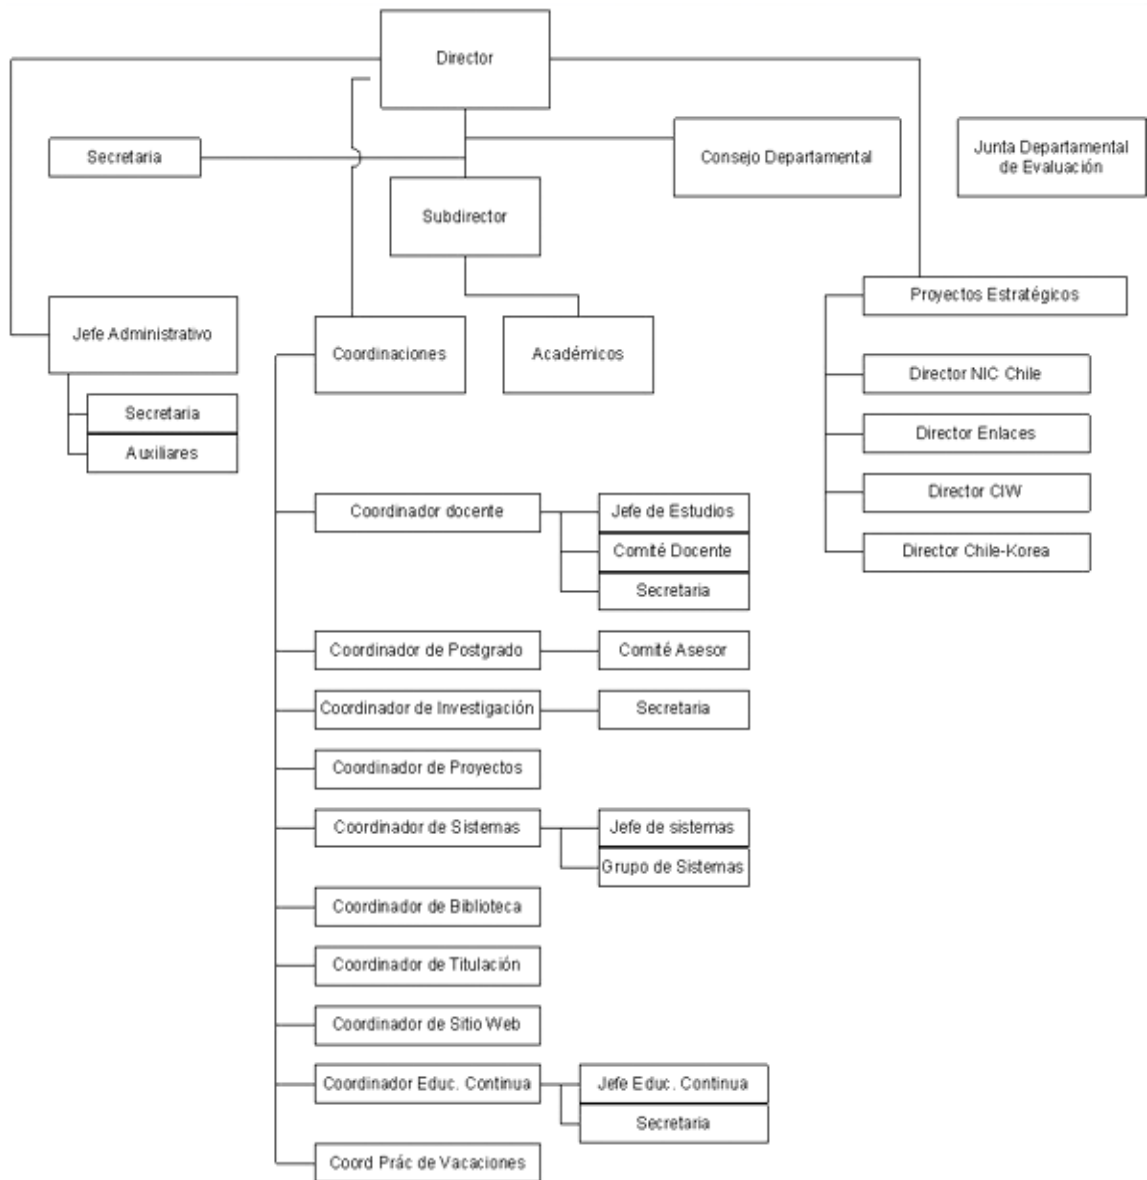 Director
Secretaria
Consejo Departamental
Junta Departamental
de Evaluación
Subdirector
Proyectos Estratégicos
Jefe Administrativo
Coordinaciones
Académicos
Director NIC Chile
Secretaria
Director Enlaces
Auxiliares
Director CIW
Coordinador docente
Jefe de Estudios
Comité Docente
Director Chile-Korea
Secretaria
Coordinador de Postgrado
Comité Asesor
Coordinador de Investigación
Secretaria
Coordinador de Proyectos
Coordinador de Sistemas
Jefe de sistemas
Grupo de Sistemas
Coordinador de Biblioteca
Coordinador de Titulación
Coordinador de Sitio Web
Coordinador Educ. Continua
Jefe Educ. Continua
Secretaria
Coord Prác de Vacaciones